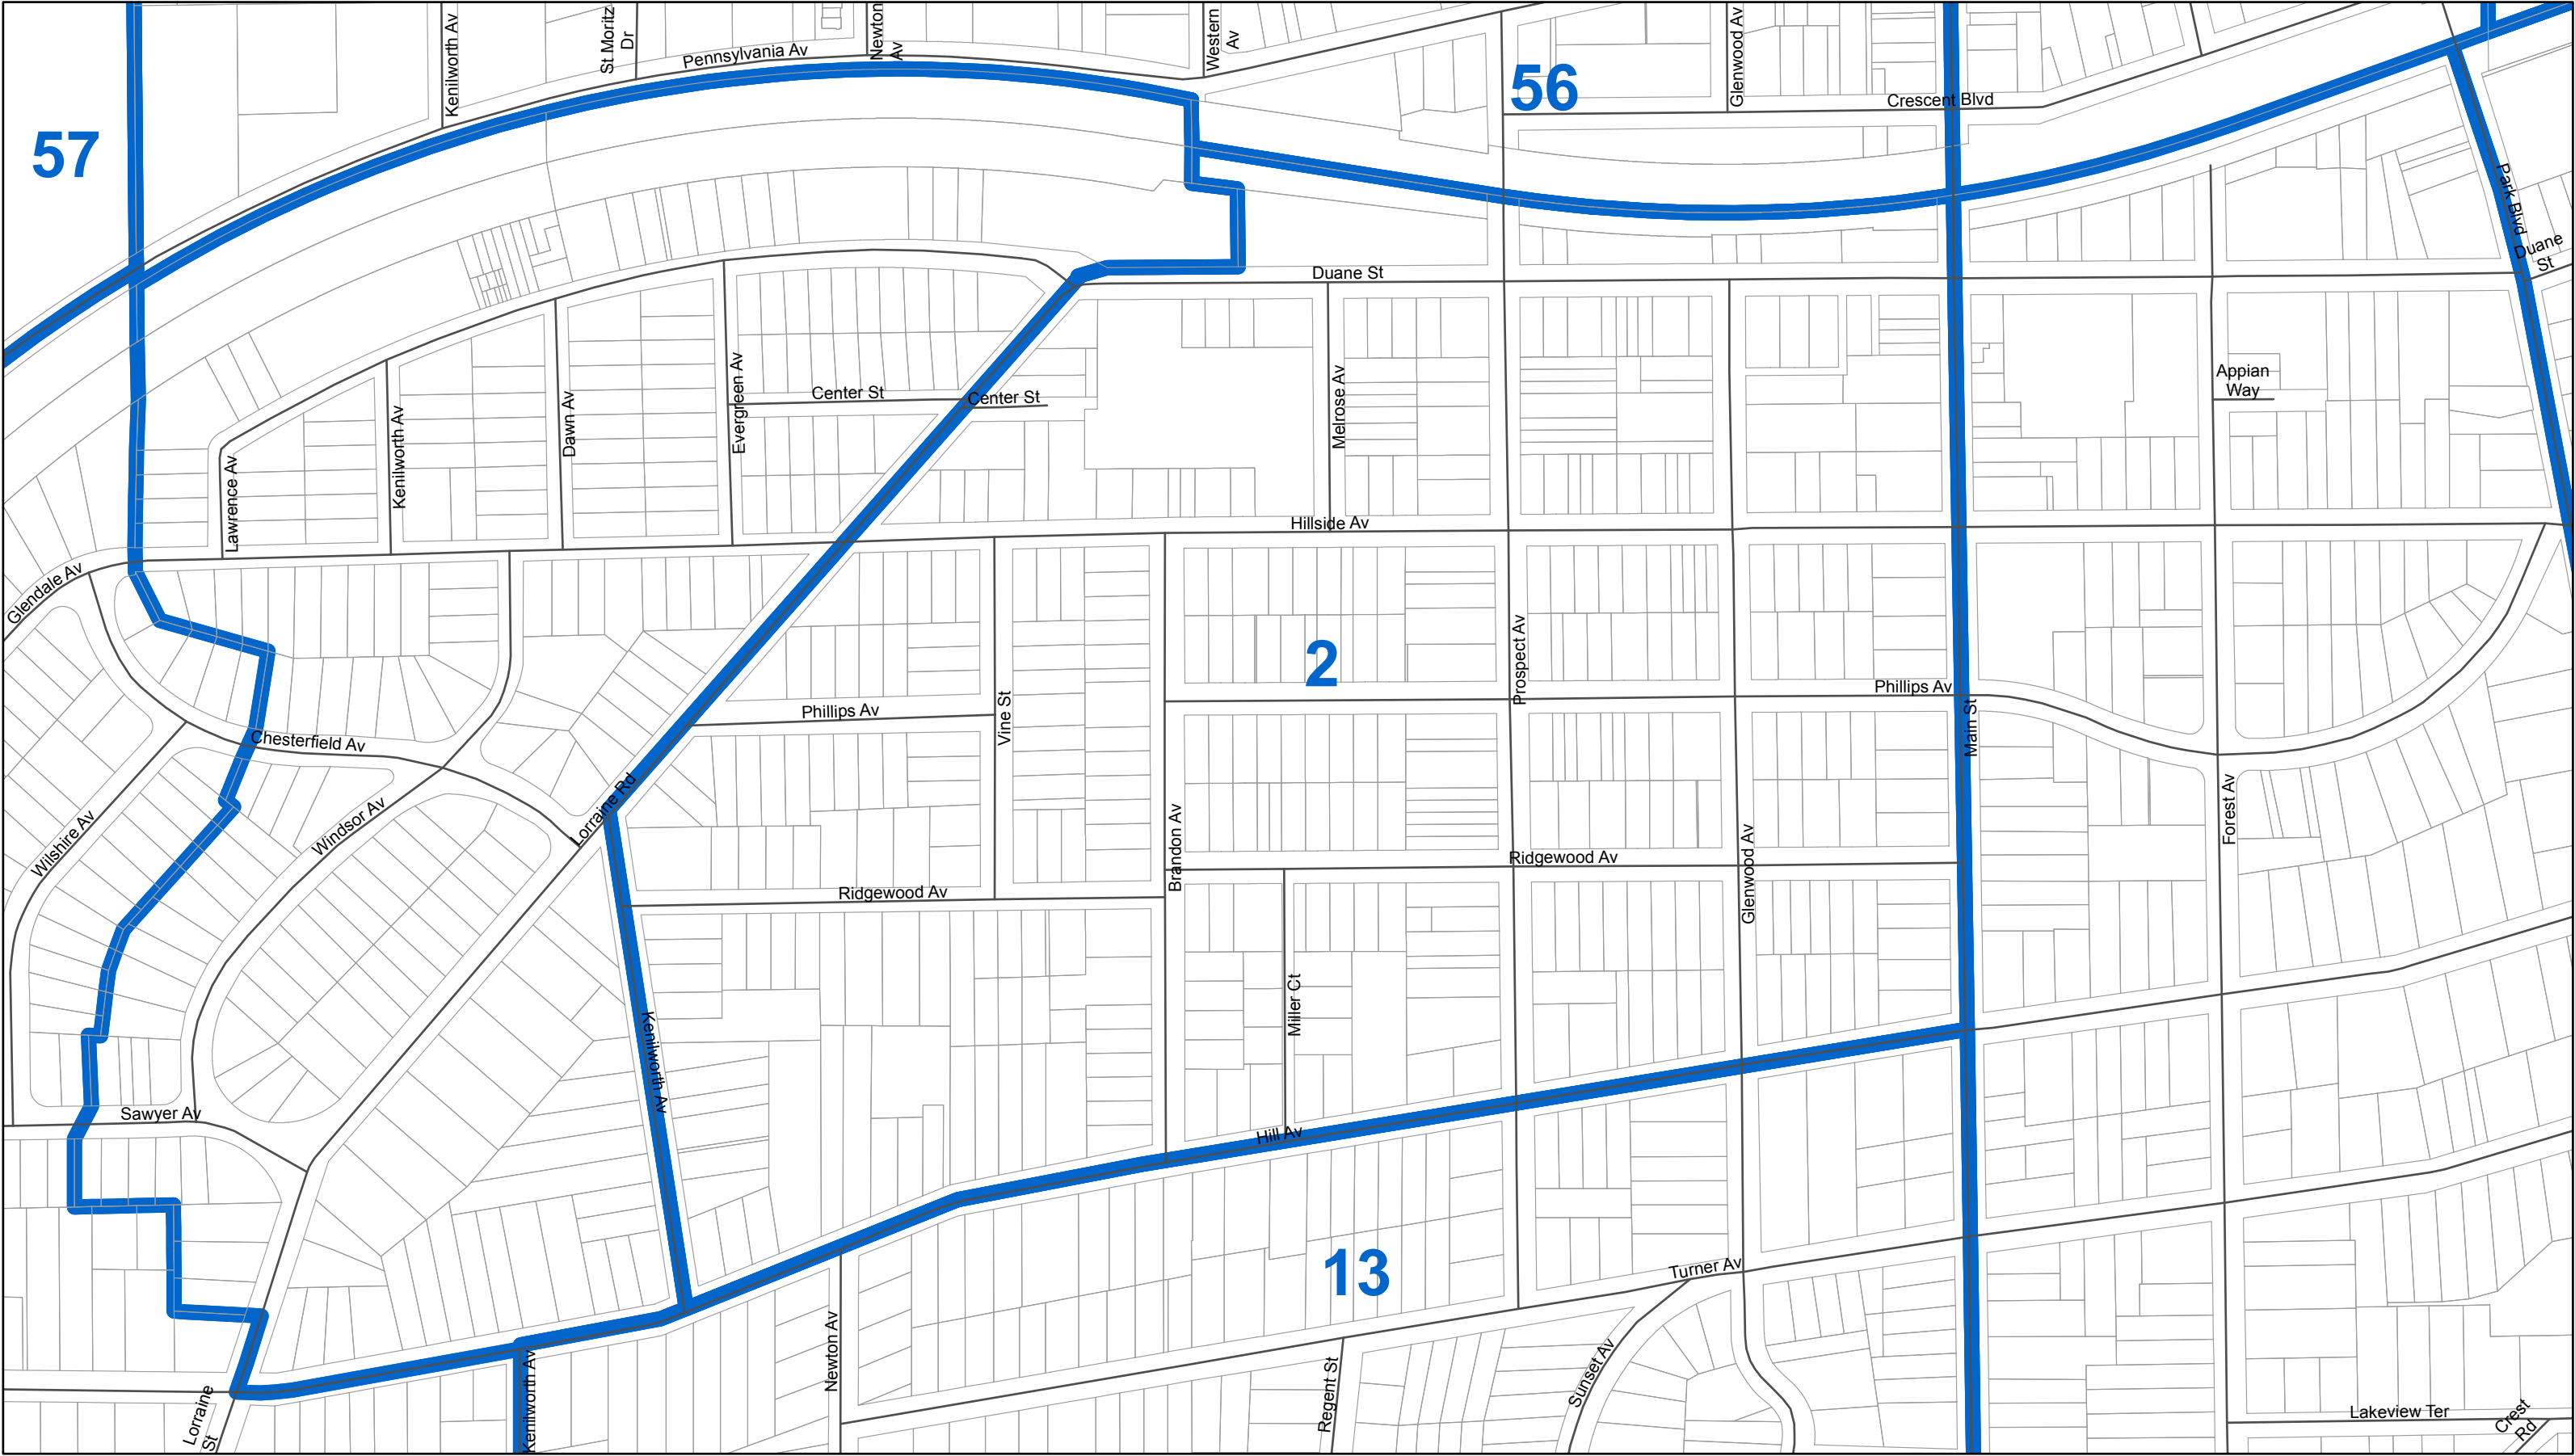 Kenilworth Av
St Moritz
Dr
Pennsylvania Av
Newton
Av
Western
Av
Glenwood Av
56
Crescent Blvd
57
Park Blvd
Duane
St
Duane St
Lawrence Av
Kenilworth Av
Dawn Av
Evergreen Av
Center St
Center St
Melrose Av
Appian
Way
Hillside Av
Glendale Av
2
Prospect Av
Phillips Av
Phillips Av
Vine St
Main St
Chesterfield Av
Wilshire Av
Windsor Av
Lorraine Rd
Brandon Av
Forest Av
Ridgewood Av
Glenwood Av
Ridgewood Av
Miller Ct
Kenilworth Av
Sawyer Av
Hill Av
13
Turner Av
Newton Av
Kenilworth Av
Regent St
Sunset Av
Lorraine
St
Lakeview Ter
Crest
Rd